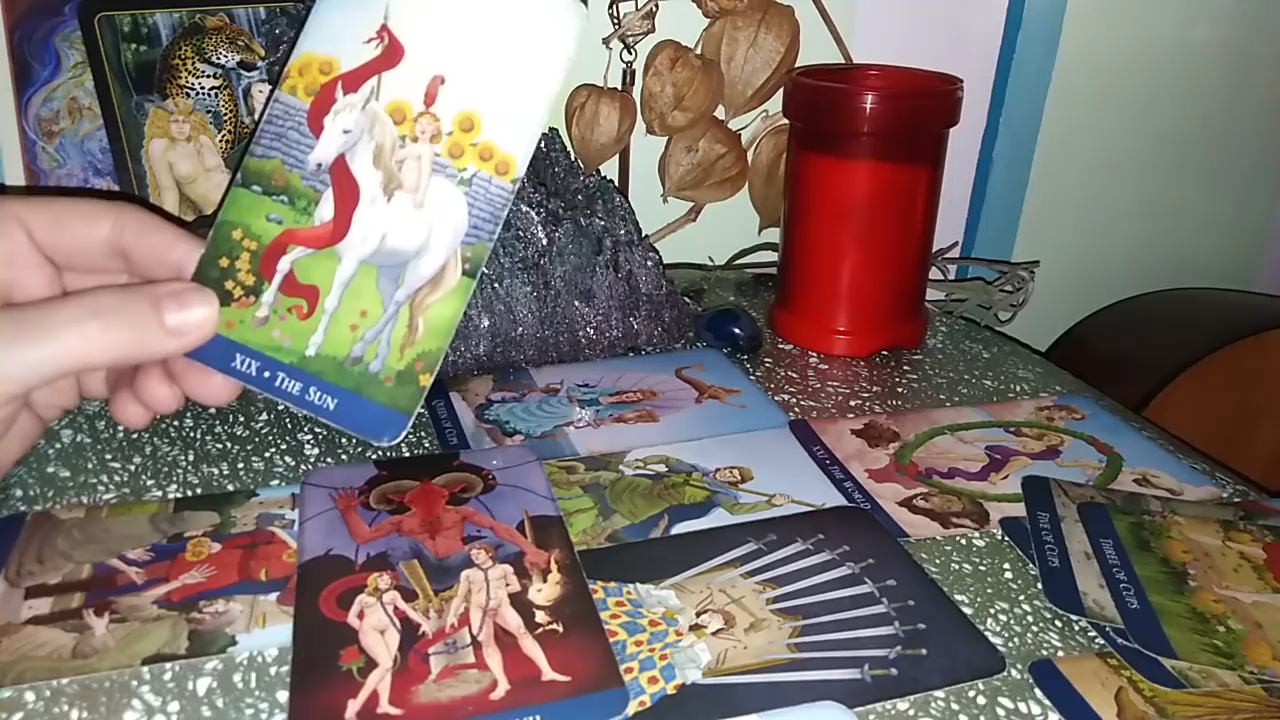 XIX • THE SUN
QUEEN OF CUPS
XXI • THE WORLD
FIVE OF CUPS
THREE OF CUPS